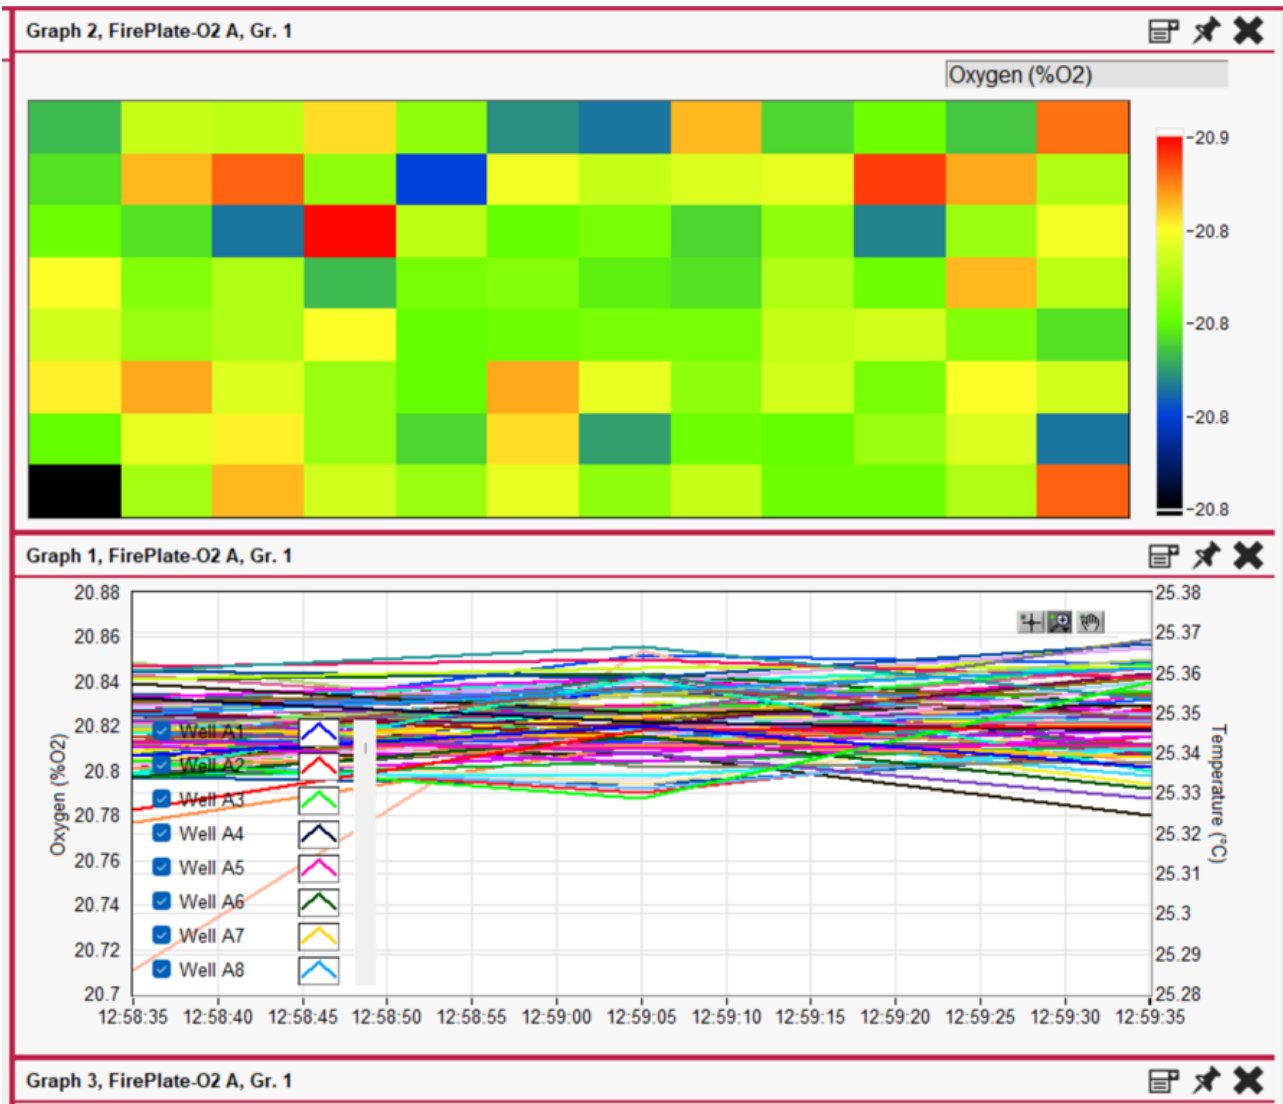 Graph 2, FirePlate-O2 A, Gr. 1
Oxygen (%O2)
20.9
20.8
20.8
20.8
20.8
Graph 1, FirePlate-O2 A, Gr. 1
20.88
20.86
20.84
20.82
20.8
20.78
20.76
20.74
20.72
20.7
Oxygen (%O2)
Well A1
Well A2
Well A3
Well A4
Well A5
Well A6
Well A7
Well A8
25.38
25.37
25.36
25.35
25.34
25.33
25.32
25.31
25.3
25.29
25.28
Temperature (°C)
12:58:35 12:58:40 12:58:45 12:58:50 12:58:55 12:59:00 12:59:05 12:59:10 12:59:15 12:59:20 12:59:25 12:59:30 12:59:35
Graph 3, FirePlate-O2 A, Gr. 1